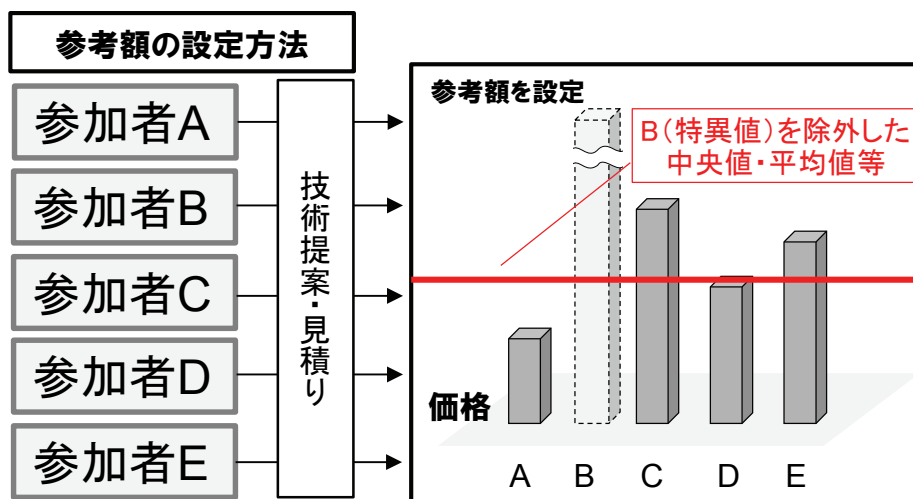 参考額の設定方法
参加者A
参加者B
参加者C
参加者D
参加者E
技術提案・見積り
参考額を設定
B(特異値)を除外した
中央値・平均値等
価格
A B C D E